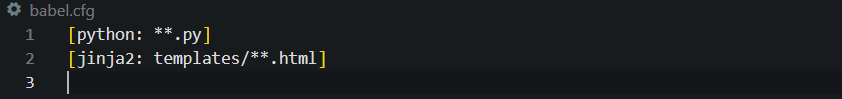 babel.cfg
1 [python: **.py]
2 [jinja2: templates/**.html]
3